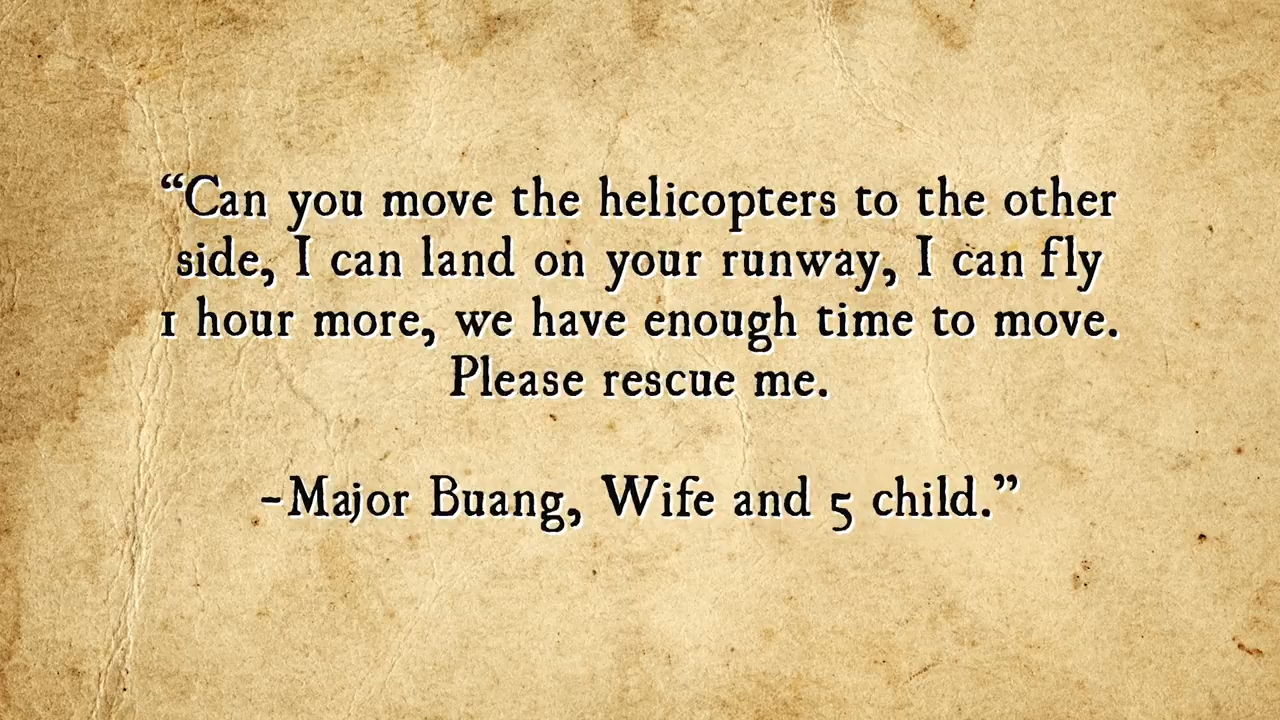 “Can you move the helicopters to the other
side, I can land on your runway, I can fly
1 hour more, we have enough time to move.
Please rescue me.
-Major Buang, Wife and 5 child.”